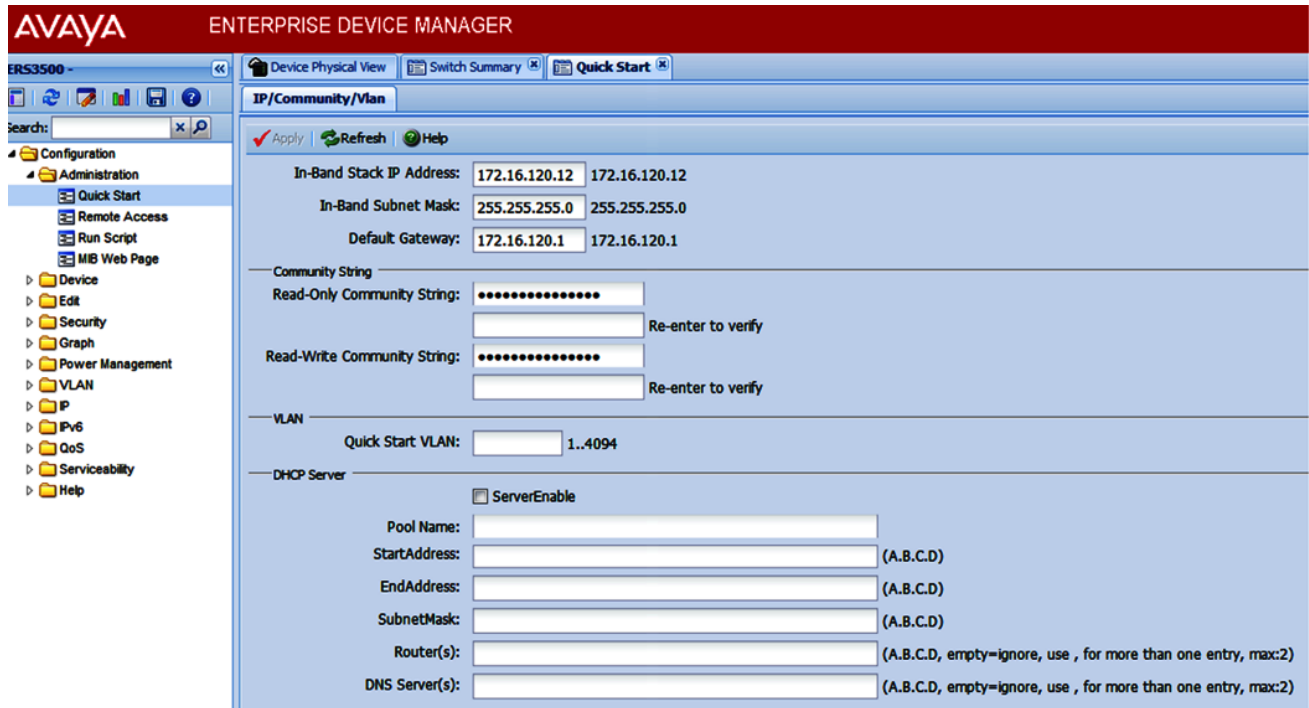 AVAYA ENTERPRISE DEVICE MANAGER
ERS3500 -
Device Physical View Switch Summary Quick Start
IP/Community/Vlan
Search:
Apply Refresh Help
Configuration
Administration
Quick Start
Remote Access
Run Script
MIB Web Page
Device
Edit
Security
Graph
Power Management
VLAN
IP
IPv6
QoS
Serviceability
Help
In-Band Stack IP Address: 172.16.120.12 172.16.120.12
In-Band Subnet Mask: 255.255.255.0 255.255.255.0
Default Gateway: 172.16.120.1 172.16.120.1
Community String
Read-Only Community String: •••••••••••••••
Re-enter to verify
Read-Write Community String: •••••••••••••••
Re-enter to verify
VLAN
Quick Start VLAN: 1..4094
DHCP Server
ServerEnable
Pool Name:
StartAddress: (A.B.C.D)
EndAddress: (A.B.C.D)
SubnetMask: (A.B.C.D)
Router(s): (A.B.C.D, empty=ignore, use , for more than one entry, max:2)
DNS Server(s): (A.B.C.D, empty=ignore, use , for more than one entry, max:2)